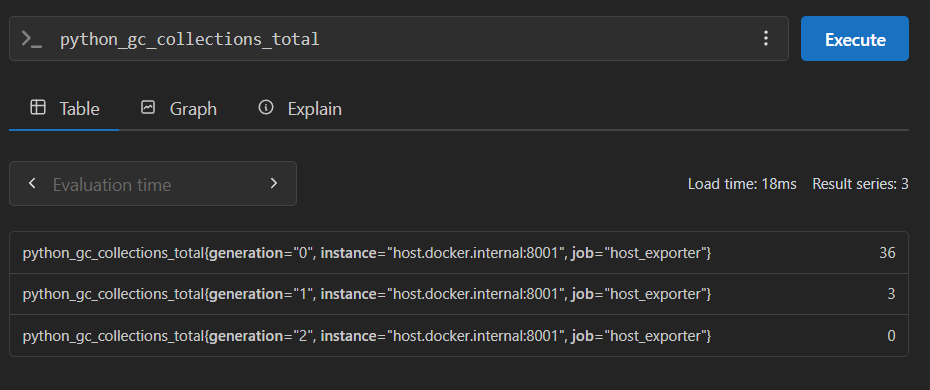 python_gc_collections_total
Execute
Table Graph Explain
Evaluation time
Load time: 18ms Result series: 3
python_gc_collections_total{generation="0", instance="host.docker.internal:8001", job="host_exporter"} 36
python_gc_collections_total{generation="1", instance="host.docker.internal:8001", job="host_exporter"} 3
python_gc_collections_total{generation="2", instance="host.docker.internal:8001", job="host_exporter"} 0